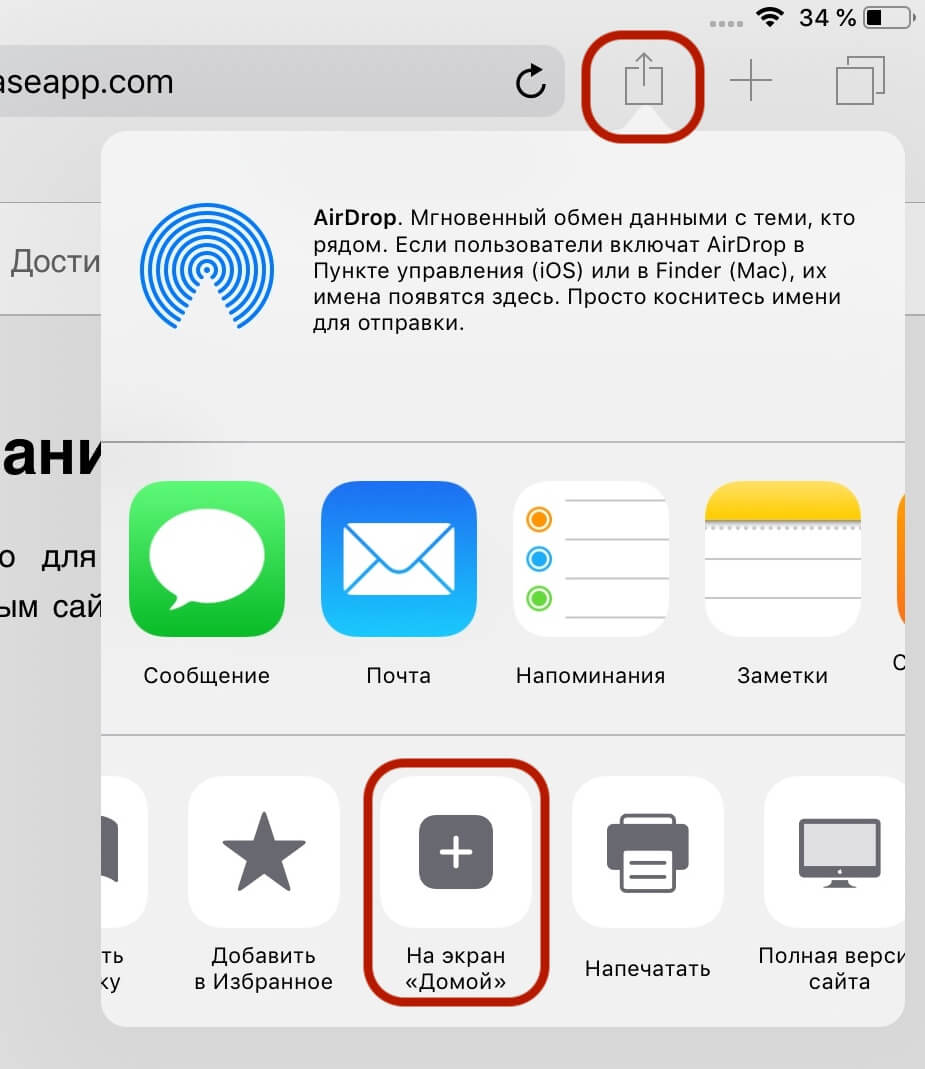 34 %
aseapp.com
Дости
AirDrop. Мгновенный обмен данными с теми, кто
рядом. Если пользователи включат AirDrop в
Пункте управления (iOS) или в Finder (Mac), их
имена появятся здесь. Просто коснитесь имени
для отправки.
ани
о для
ым сай
Сообщение
Почта
Напоминания
Заметки
С
ть
ку
Добавить
в Избранное
На экран
«Домой»
Напечатать
Полная верси
сайта